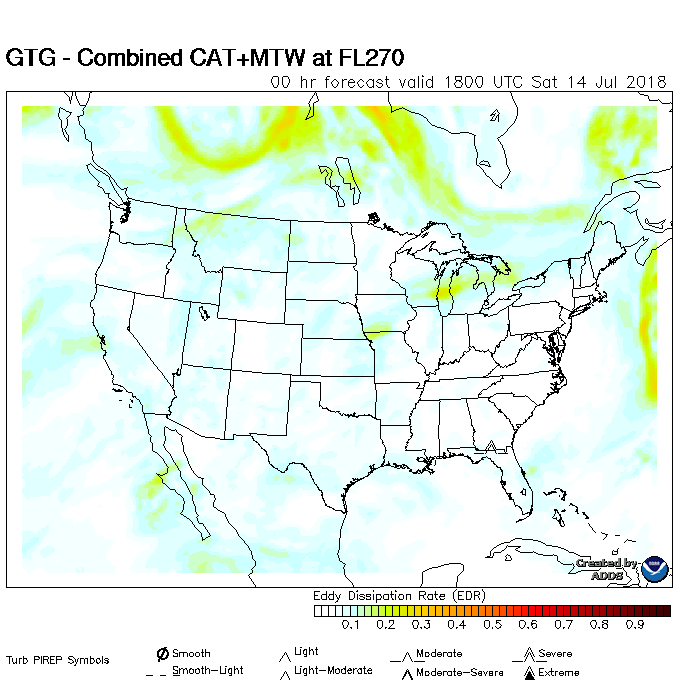 GTG - Combined CAT+MTW at FL270
00 hr forecast valid 1800 UTC Sat 14 Jul 2018
Created by
ADDS
Eddy Dissipation Rate (EDR)
0.1 0.2 0.3 0.4 0.5 0.6 0.7 0.8 0.9
Turb PIREP Symbols
Smooth Light Moderate Severe
Smooth-Light Light-Moderate Moderate-Severe Extreme